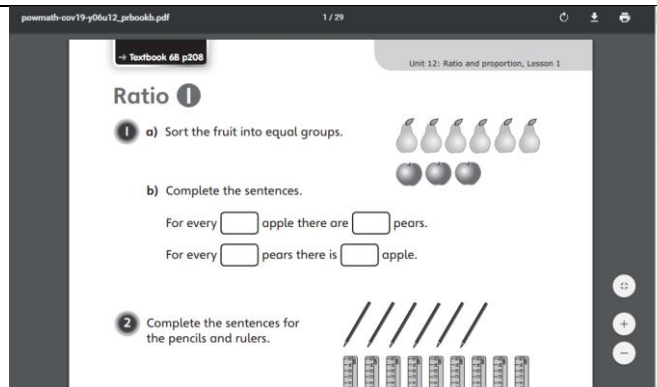 powmath-cov19-y06u12_prbookb.pdf
1 / 29
→ Textbook 6B p208
Unit 12: Ratio and proportion, Lesson 1
Ratio 1
1 a) Sort the fruit into equal groups.
b) Complete the sentences.
For every apple there are pears.
For every pears there is apple.
2 Complete the sentences for
the pencils and rulers.